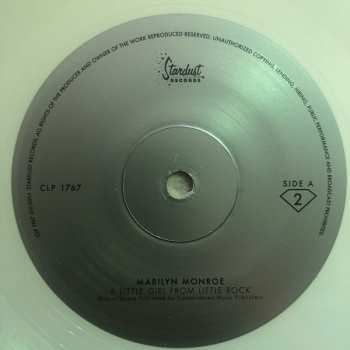 ALL RIGHTS OF THE PRODUCER AND OWNER OF THE WORK REPRODUCED RESERVED. UNAUTHORIZED COPYING, LENDING, HIRING, PUBLIC PERFORMANCE AND BROADCAST PROHIBITED.
STARDUST RECORDS.
Stardust
RECORDS
CLP 1767
SIDE A
2
MARILYN MONROE
A LITTLE GIRL FROM LITTLE ROCK